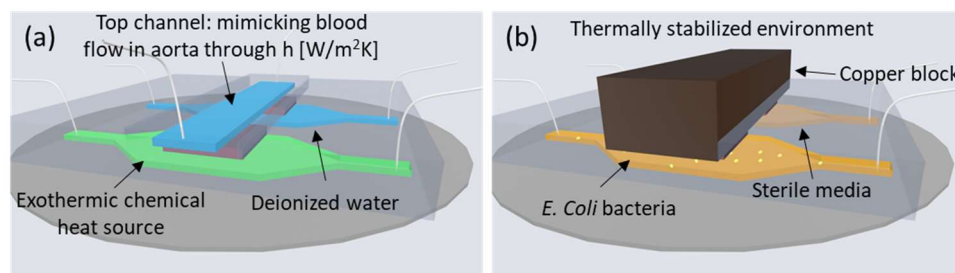 (a)
Top channel: mimicking blood
flow in aorta through h [W/m²K]
Exothermic chemical
heat source
Deionized water
(b)
Thermally stabilized environment
Copper block
E. Coli bacteria
Sterile media